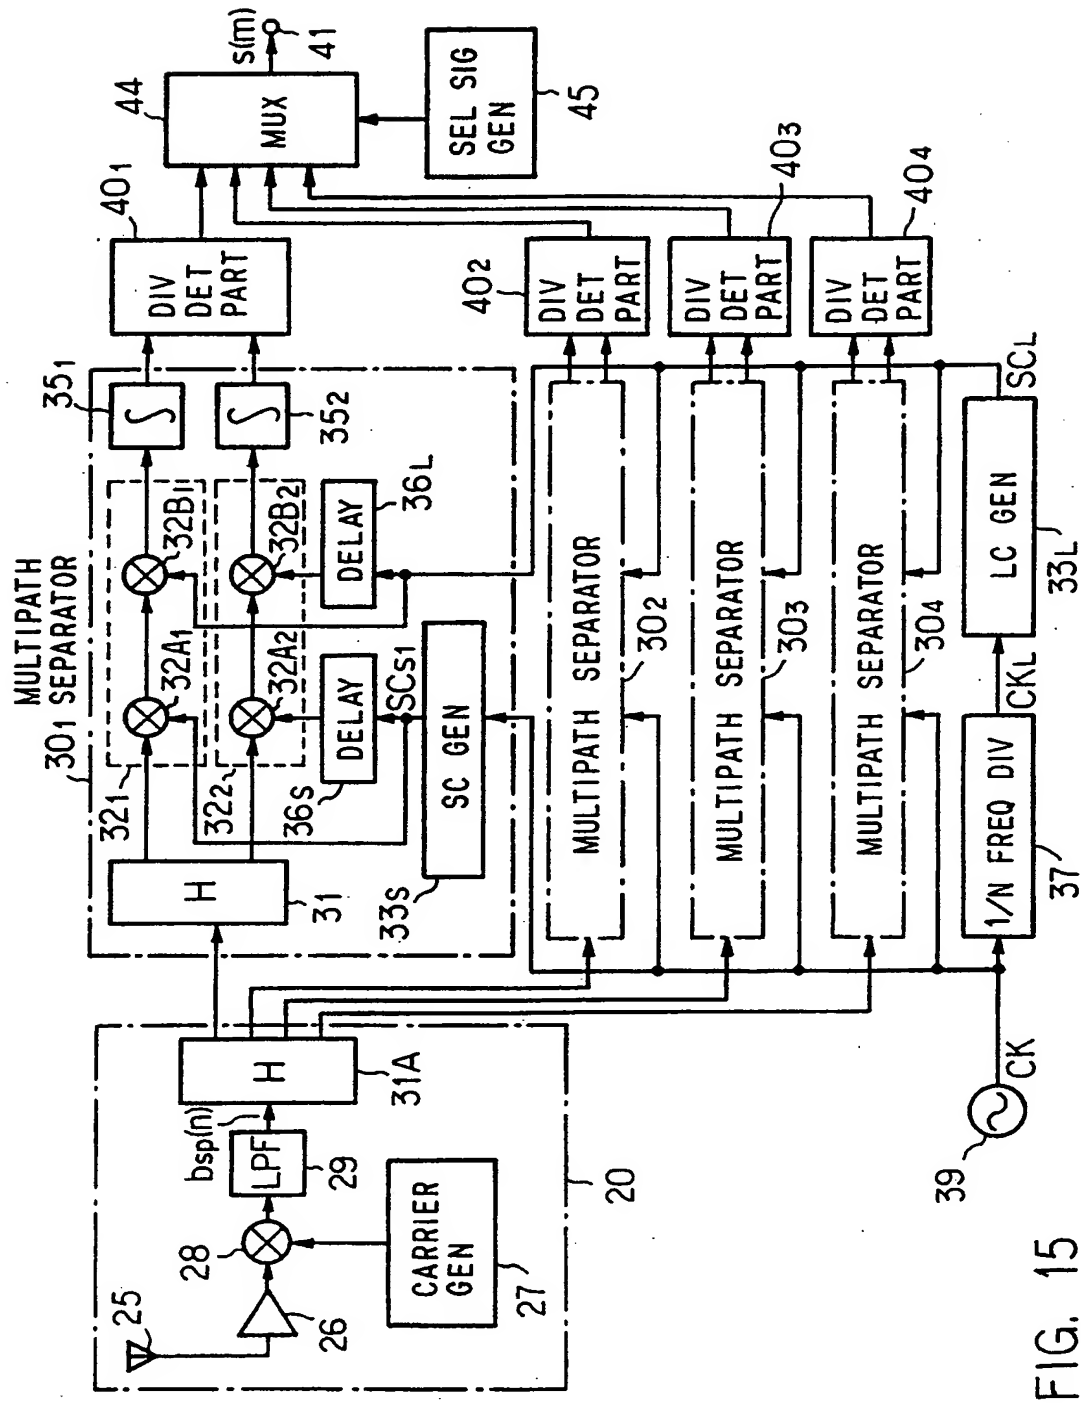 25
26
28
CARRIER
GEN
27
bsp(n)
LPF
29
H
31A
20
MULTIPATH
30₁ SEPARATOR
H
31
32₁
32₂
32A₁
32B₁
32A₂
32B₂
DELAY
36S
DELAY
36L
SCS1
SC GEN
33S
∫
35₁
∫
35₂
DIV
DET
PART
40₁
MUX
44
s(m)
41
SEL SIG
GEN
45
MULTIPATH SEPARATOR
30₂
DIV
DET
PART
40₂
MULTIPATH SEPARATOR
30₃
DIV
DET
PART
40₃
MULTIPATH SEPARATOR
30₄
DIV
DET
PART
40₄
39
CK
1/N FREQ DIV
37
CKL
LC GEN
33L
SCL
FIG. 15